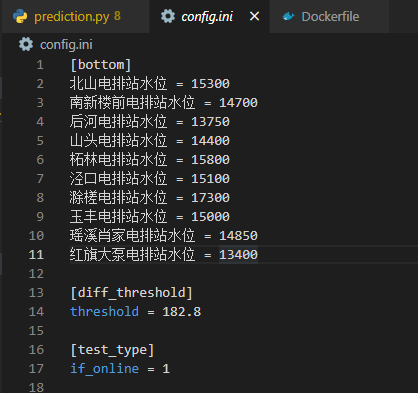 prediction.py 8
config.ini
Dockerfile
config.ini
1 [bottom]
2 北山电排站水位 = 15300
3 南新楼前电排站水位 = 14700
4 后河电排站水位 = 13750
5 山头电排站水位 = 14400
6 柘林电排站水位 = 15800
7 泾口电排站水位 = 15100
8 滁槎电排站水位 = 17300
9 玉丰电排站水位 = 15000
10 瑶溪肖家电排站水位 = 14850
11 红旗大泵电排站水位 = 13400
12
13 [diff_threshold]
14 threshold = 182.8
15
16 [test_type]
17 if_online = 1
18